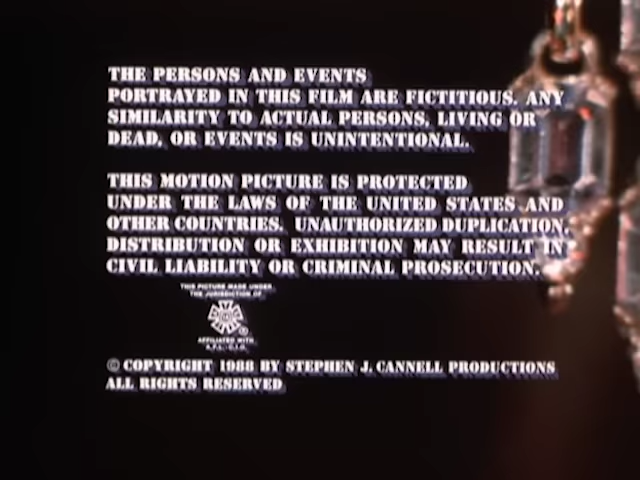 THE PERSONS AND EVENTS
PORTRAYED IN THIS FILM ARE FICTITIOUS. ANY
SIMILARITY TO ACTUAL PERSONS, LIVING OR
DEAD, OR EVENTS IS UNINTENTIONAL.
THIS MOTION PICTURE IS PROTECTED
UNDER THE LAWS OF THE UNITED STATES AND
OTHER COUNTRIES. UNAUTHORIZED DUPLICATION,
DISTRIBUTION OR EXHIBITION MAY RESULT IN
CIVIL LIABILITY OR CRIMINAL PROSECUTION.
THIS PICTURE MADE UNDER
THE JURISDICTION OF
®
AFFILIATED WITH
A.F.L.-C.I.O.
© COPYRIGHT 1988 BY STEPHEN J. CANNELL PRODUCTIONS
ALL RIGHTS RESERVED